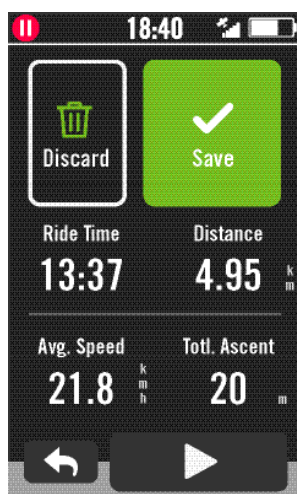 18:40
Discard Save
Ride Time Distance
13:37 4.95 km
Avg. Speed Totl. Ascent
21.8 kmh 20 m